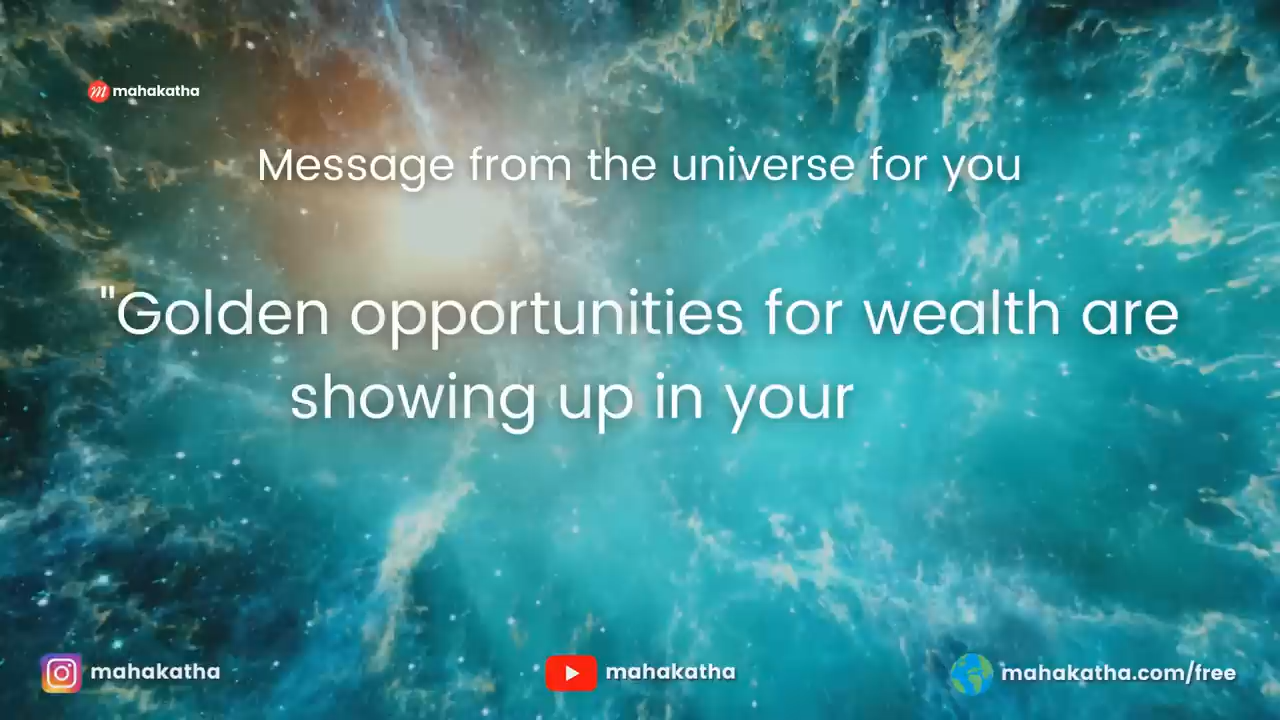 mahakatha
Message from the universe for you
"Golden opportunities for wealth are
showing up in your
mahakatha
mahakatha
mahakatha.com/free